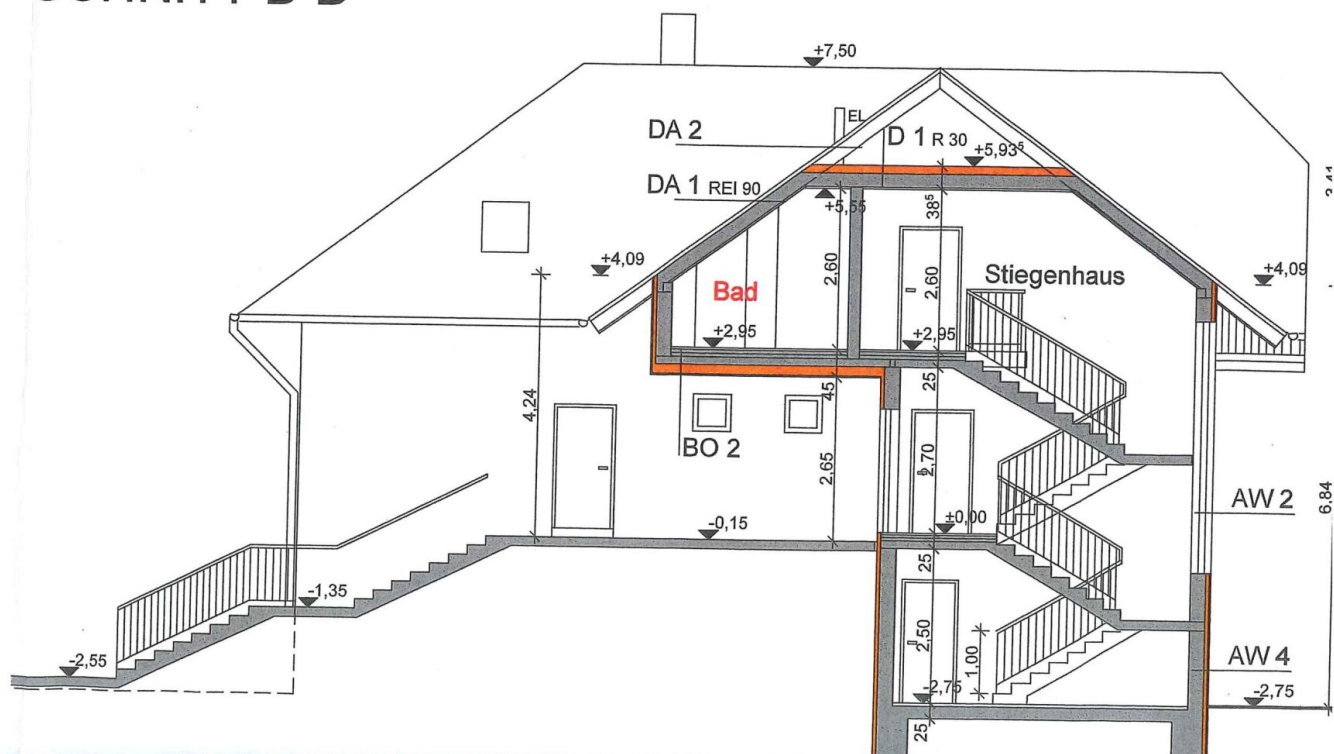 +7,50
EL
DA 2
D 1 R 30
+5,93⁵
DA 1 REI 90
+5,55
38⁵
+4,09
Stiegenhaus
+4,09
2,60
2,60
Bad
+2,95
+2,95
4,24
45
25
BO 2
2,65
2,70
6,84
AW 2
±0,00
-0,15
25
-1,35
2,50
1,00
AW 4
-2,55
-2,75
-2,75
25